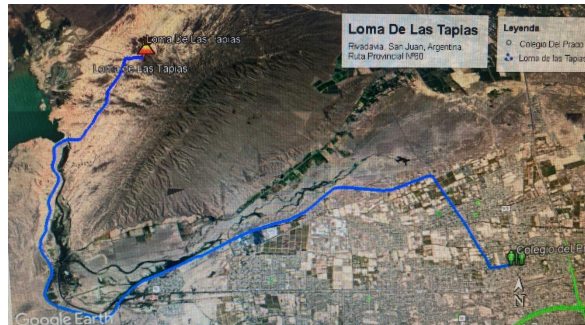 Loma De Las Tapias
Rivadavia, San Juan, Argentina
Ruta Provincial Nº60
Leyenda
Colegio Del Prado
Loma de las Tapias
Loma De Las Tapias
Loma de Las Tapias
Colegio del P
N
Google Earth